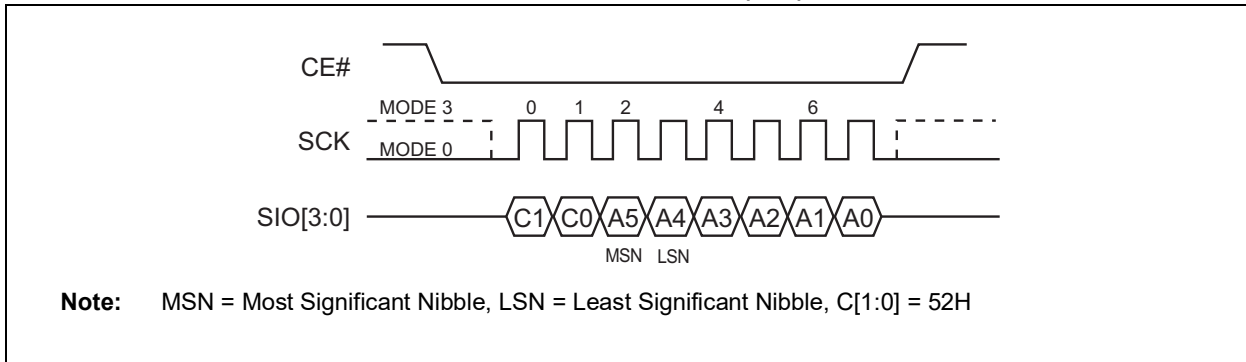 CE#
MODE 3 0 1 2 4 6
SCK
MODE 0
SIO[3:0] C1 C0 A5 A4 A3 A2 A1 A0
MSN LSN
Note: MSN = Most Significant Nibble, LSN = Least Significant Nibble, C[1:0] = 52H